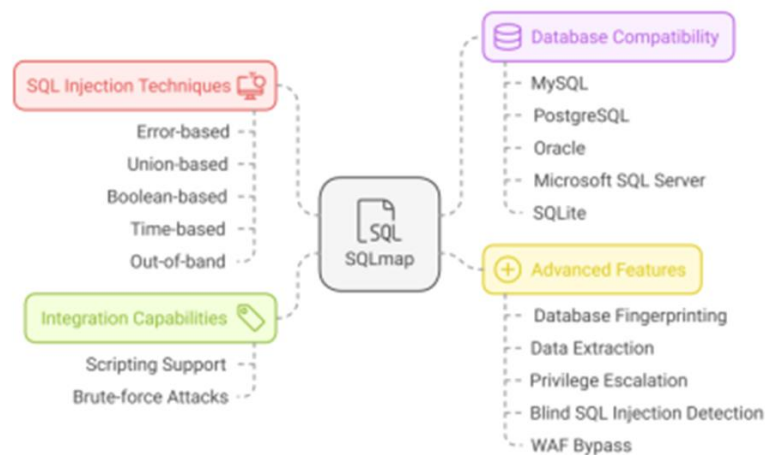 SQL Injection Techniques
Error-based
Union-based
Boolean-based
Time-based
Out-of-band
Integration Capabilities
Scripting Support
Brute-force Attacks
SQL
SQLmap
Database Compatibility
MySQL
PostgreSQL
Oracle
Microsoft SQL Server
SQLite
Advanced Features
Database Fingerprinting
Data Extraction
Privilege Escalation
Blind SQL Injection Detection
WAF Bypass